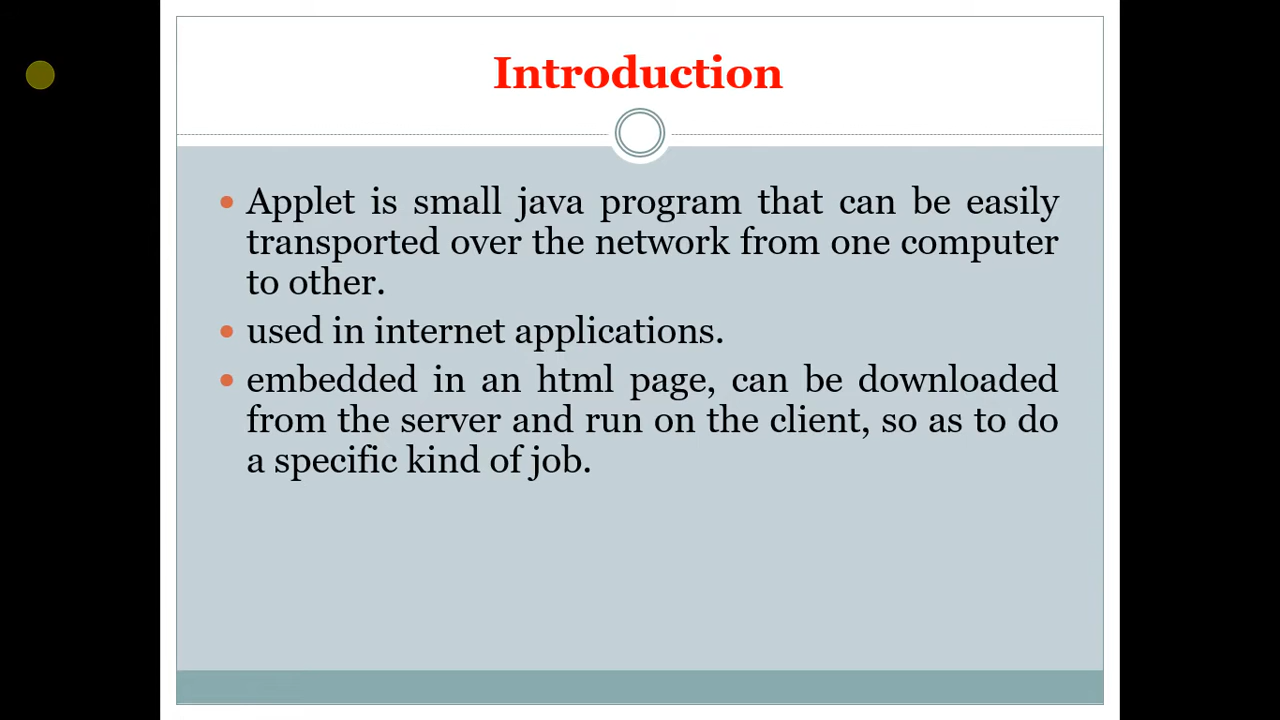 Introduction
Applet is small java program that can be easily
transported over the network from one computer
to other.
used in internet applications.
embedded in an html page, can be downloaded
from the server and run on the client, so as to do
a specific kind of job.